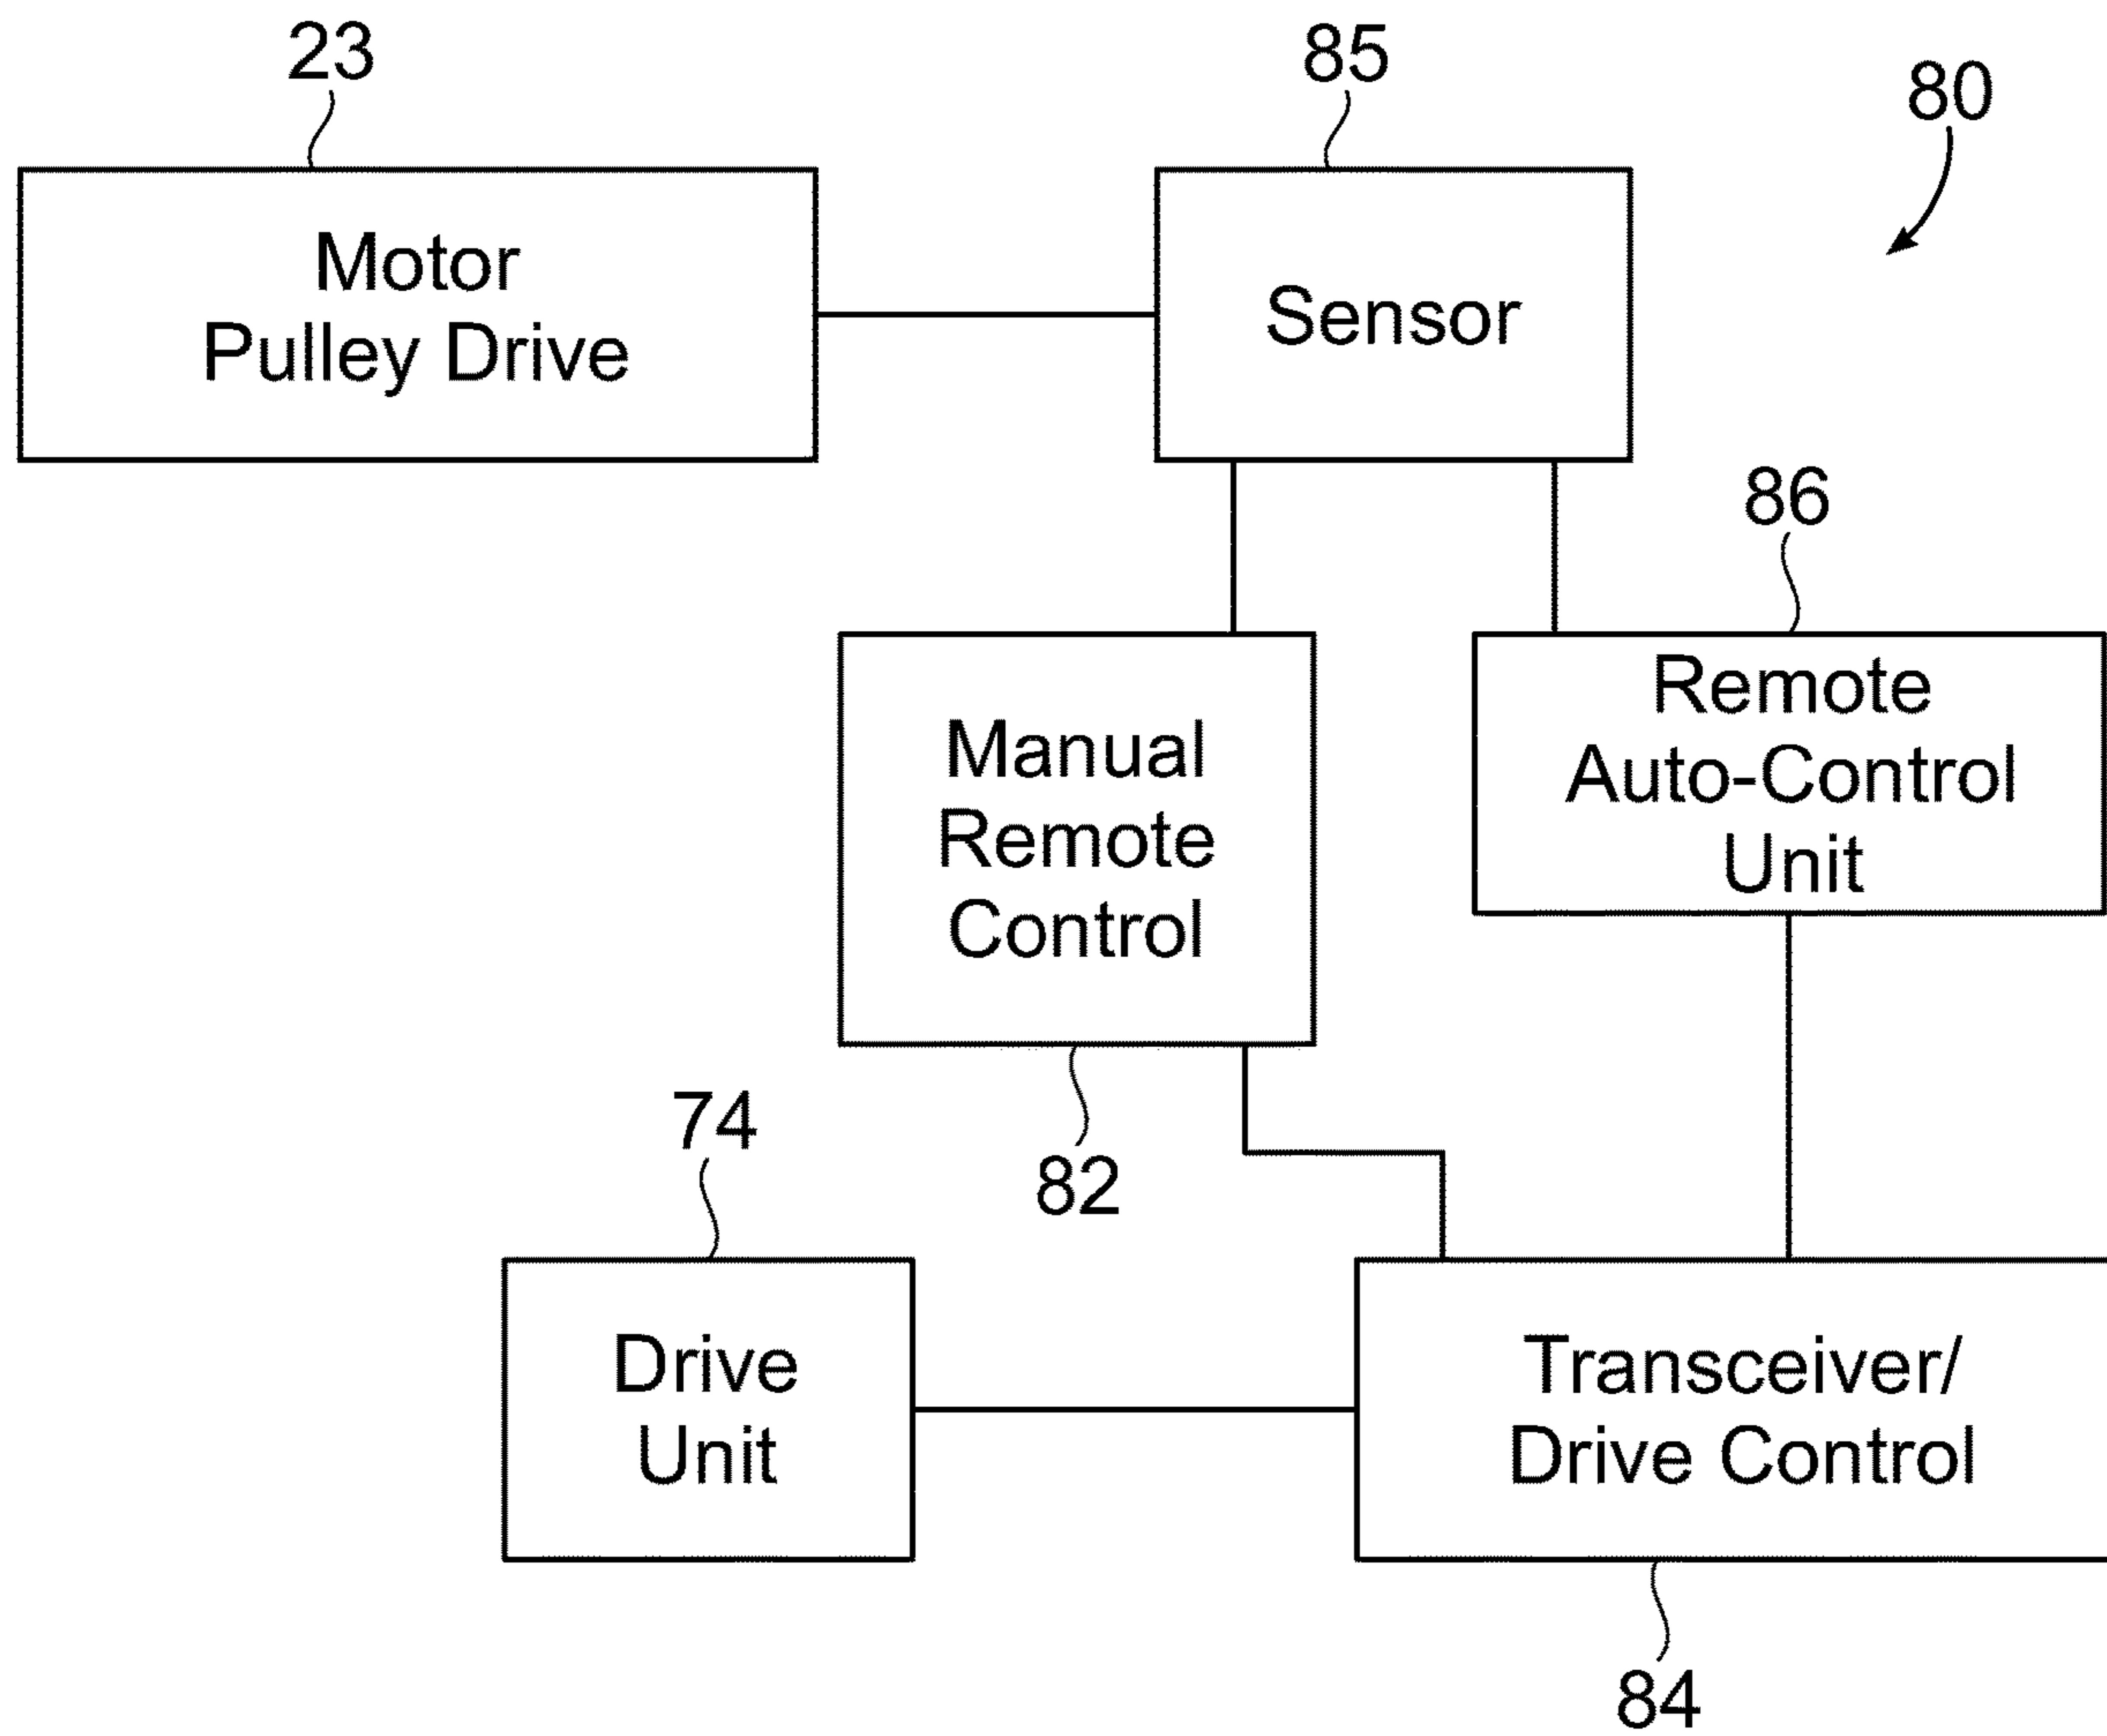 23
85
80
Motor
Pulley Drive
Sensor
86
Remote
Auto-Control
Unit
Manual
Remote
Control
74
82
Drive
Unit
Transceiver/
Drive Control
84